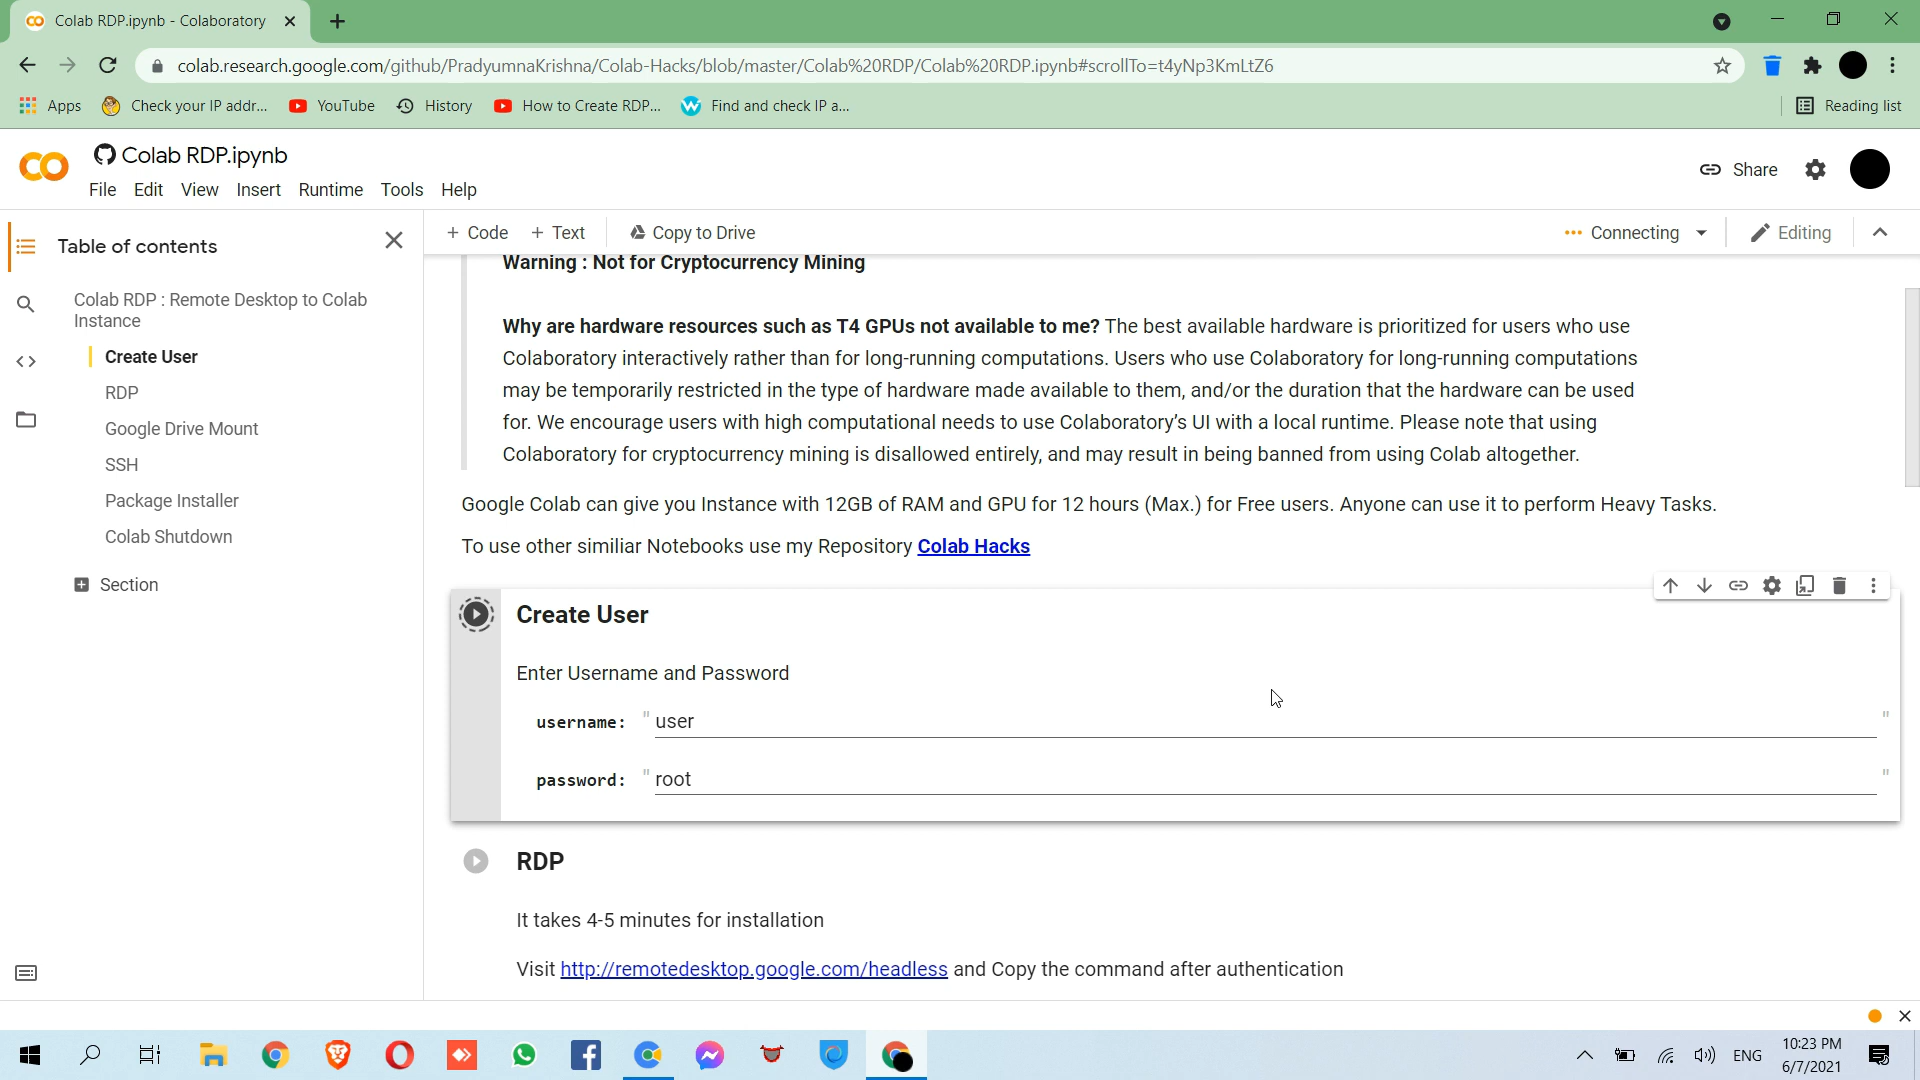 Colab RDP.ipynb - Colaboratory
colab.research.google.com/github/PradyumnaKrishna/Colab-Hacks/blob/master/Colab%20RDP/Colab%20RDP.ipynb#scrollTo=t4yNp3KmLtZ6
Apps Check your IP addr... YouTube History How to Create RDP... Find and check IP a... Reading list
Colab RDP.ipynb
File Edit View Insert Runtime Tools Help
Share
Table of contents
+ Code + Text Copy to Drive Connecting Editing
Colab RDP : Remote Desktop to Colab
Instance
Create User
RDP
Google Drive Mount
SSH
Package Installer
Colab Shutdown
Section
Warning : Not for Cryptocurrency Mining
Why are hardware resources such as T4 GPUs not available to me? The best available hardware is prioritized for users who use
Colaboratory interactively rather than for long-running computations. Users who use Colaboratory for long-running computations
may be temporarily restricted in the type of hardware made available to them, and/or the duration that the hardware can be used
for. We encourage users with high computational needs to use Colaboratory's UI with a local runtime. Please note that using
Colaboratory for cryptocurrency mining is disallowed entirely, and may result in being banned from using Colab altogether.
Google Colab can give you Instance with 12GB of RAM and GPU for 12 hours (Max.) for Free users. Anyone can use it to perform Heavy Tasks.
To use other similiar Notebooks use my Repository Colab Hacks
Create User
Enter Username and Password
username: " user "
password: " root "
RDP
It takes 4-5 minutes for installation
Visit http://remotedesktop.google.com/headless and Copy the command after authentication
ENG
10:23 PM
6/7/2021